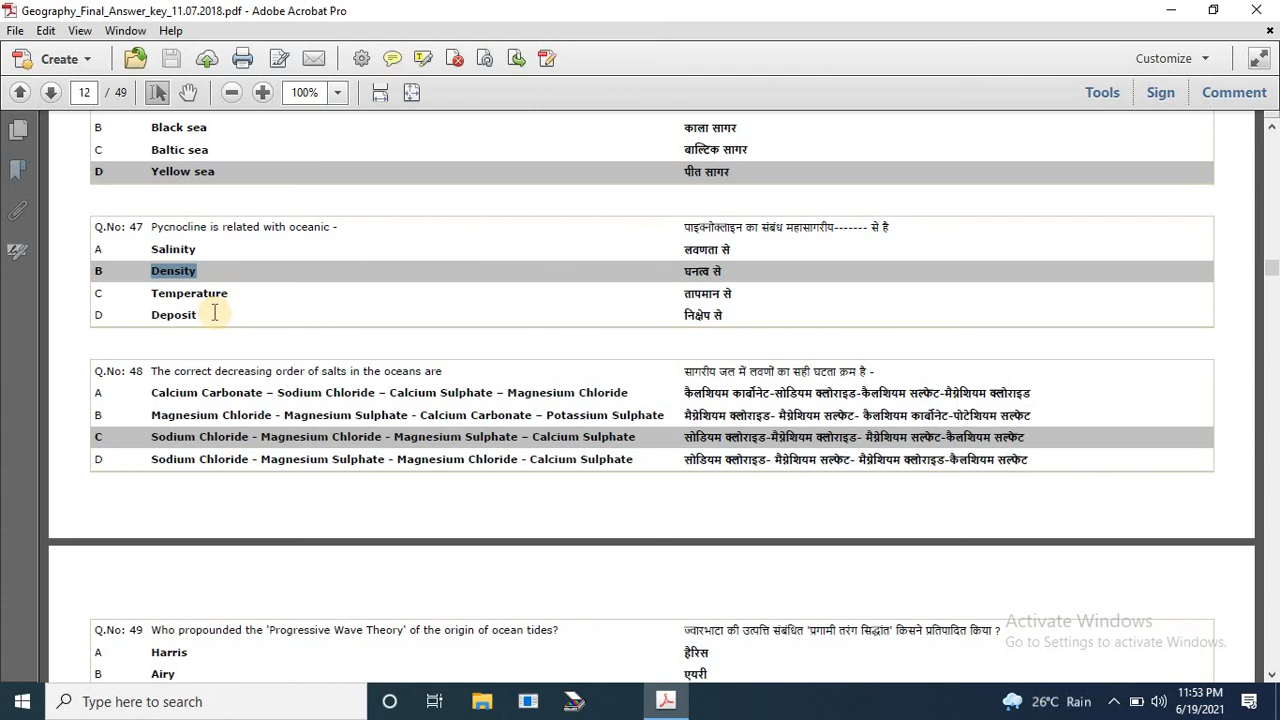 Geography_Final_Answer_key_11.07.2018.pdf - Adobe Acrobat Pro
File Edit View Window Help
Create Customize
12 / 49 100% Tools Sign Comment
B Black sea काला सागर
C Baltic sea बाल्टिक सागर
D Yellow sea पीत सागर
Q.No: 47 Pycnocline is related with oceanic - पाइक्नोक्लाइन का संबंध महासागरीय------- से है
A Salinity लवणता से
B Density घनत्व से
C Temperature तापमान से
D Deposit निक्षेप से
Q.No: 48 The correct decreasing order of salts in the oceans are सागरीय जल में लवणों का सही घटता क्रम है -
A Calcium Carbonate – Sodium Chloride – Calcium Sulphate – Magnesium Chloride कैलशियम कार्बोनेट-सोडियम क्लोराइड-कैलशियम सल्फेट-मैग्नेशियम क्लोराइड
B Magnesium Chloride - Magnesium Sulphate - Calcium Carbonate – Potassium Sulphate मैग्नेशियम क्लोराइड- मैग्नेशियम सल्फेट- कैलशियम कार्बोनेट-पोटेशियम सल्फेट
C Sodium Chloride - Magnesium Chloride - Magnesium Sulphate – Calcium Sulphate सोडियम क्लोराइड-मैग्नेशियम क्लोराइड- मैग्नेशियम सल्फेट-कैलशियम सल्फेट
D Sodium Chloride - Magnesium Sulphate - Magnesium Chloride - Calcium Sulphate सोडियम क्लोराइड- मैग्नेशियम सल्फेट- मैग्नेशियम क्लोराइड-कैलशियम सल्फेट
Q.No: 49 Who propounded the 'Progressive Wave Theory' of the origin of ocean tides? ज्वारभाटा की उत्पत्ति संबंधित 'प्रगामी तरंग सिद्धांत' किसने प्रतिपादित किया ?
A Harris हैरिस
B Airy एयरी
Activate Windows
Go to Settings to activate Windows.
Type here to search 26°C Rain 11:53 PM
6/19/2021